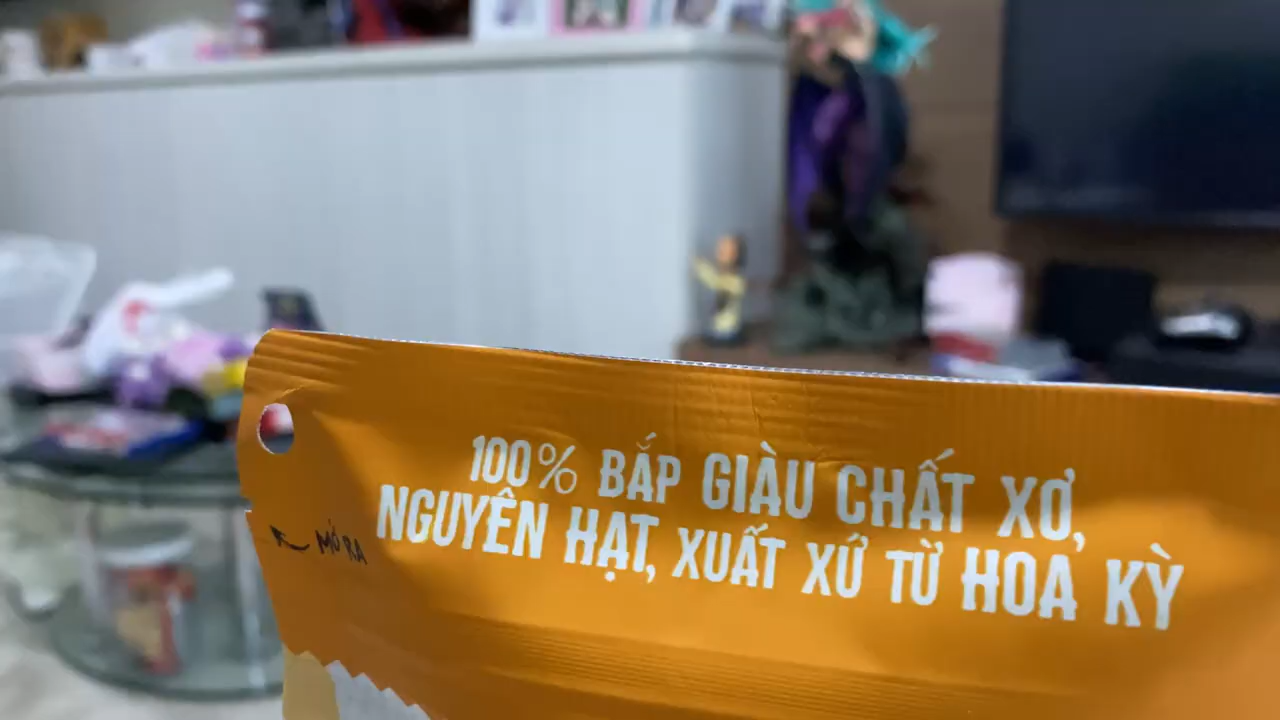 100% BẮP GIÀU CHẤT XƠ,
NGUYÊN HẠT, XUẤT XỨ TỪ HOA KỲ
MỞ RA